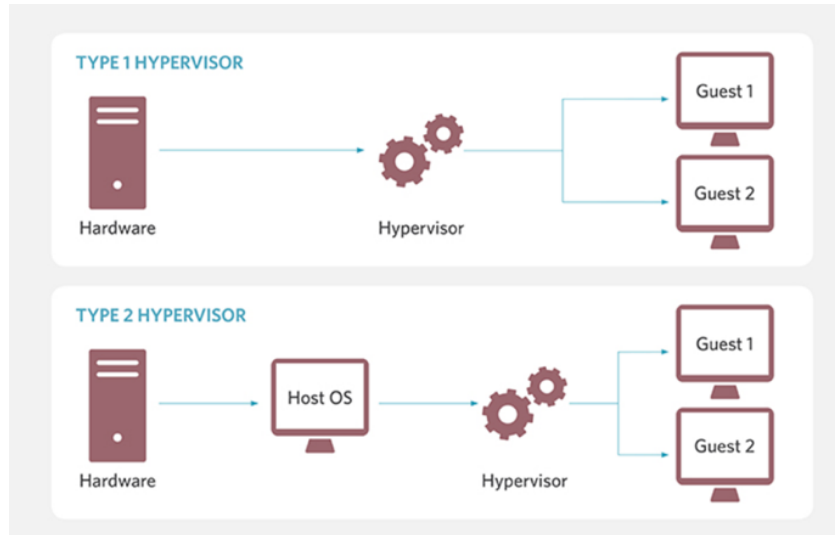 TYPE 1 HYPERVISOR
Guest 1
Guest 2
Hardware
Hypervisor
TYPE 2 HYPERVISOR
Guest 1
Host OS
Guest 2
Hardware
Hypervisor